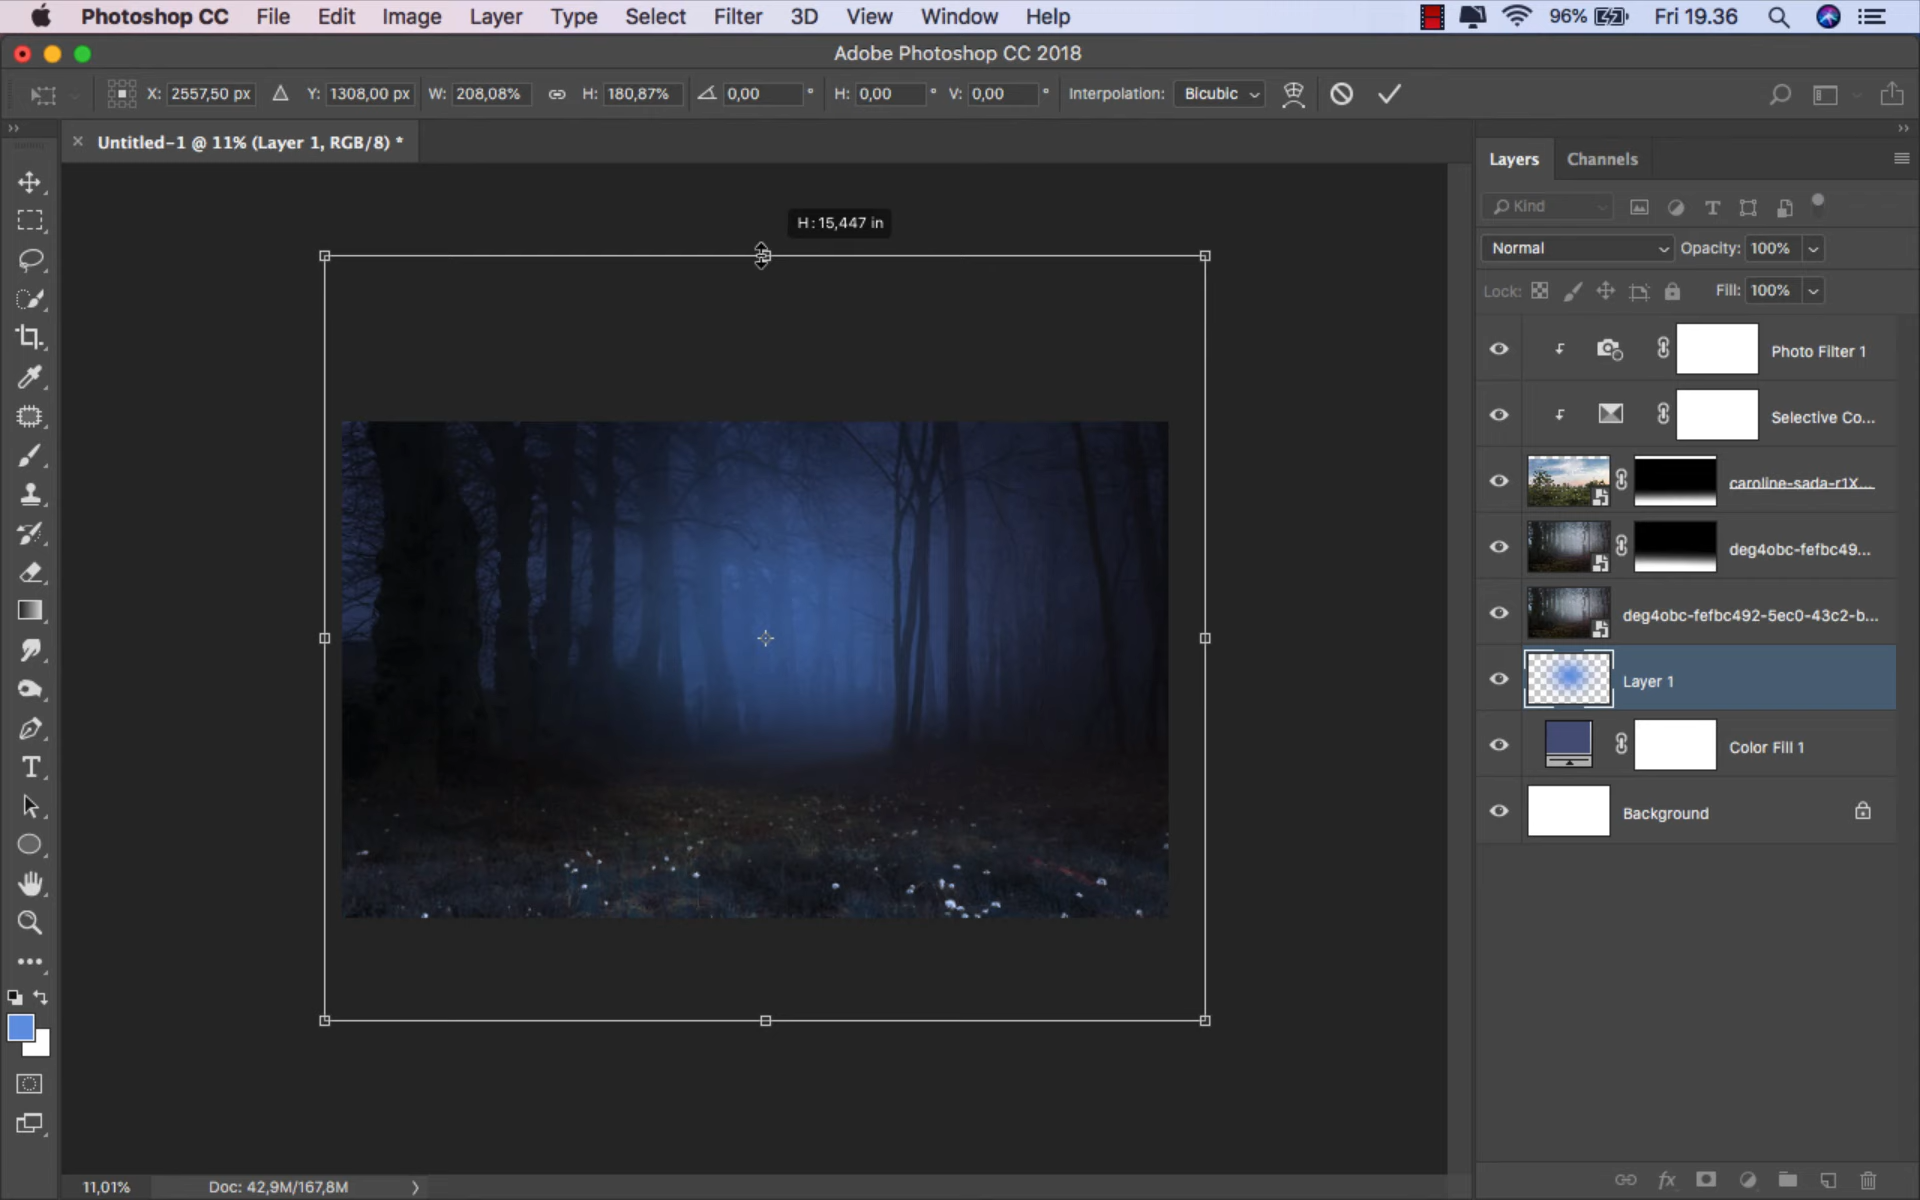 Photoshop CC File Edit Image Layer Type Select Filter 3D View Window Help 96% Fri 19.36
Adobe Photoshop CC 2018
X: 2557,50 px Y: 1308,00 px W: 208,08% H: 180,87% 0,00 ° H: 0,00 ° V: 0,00 ° Interpolation: Bicubic
Untitled-1 @ 11% (Layer 1, RGB/8) *
Layers Channels
Kind
H: 15,447 in
Normal Opacity: 100%
Lock: Fill: 100%
Photo Filter 1
Selective Co...
caroline-sada-r1X...
deg4obc-fefbc49...
deg4obc-fefbc492-5ec0-43c2-b...
Layer 1
Color Fill 1
Background
11,01% Doc: 42,9M/167,8M